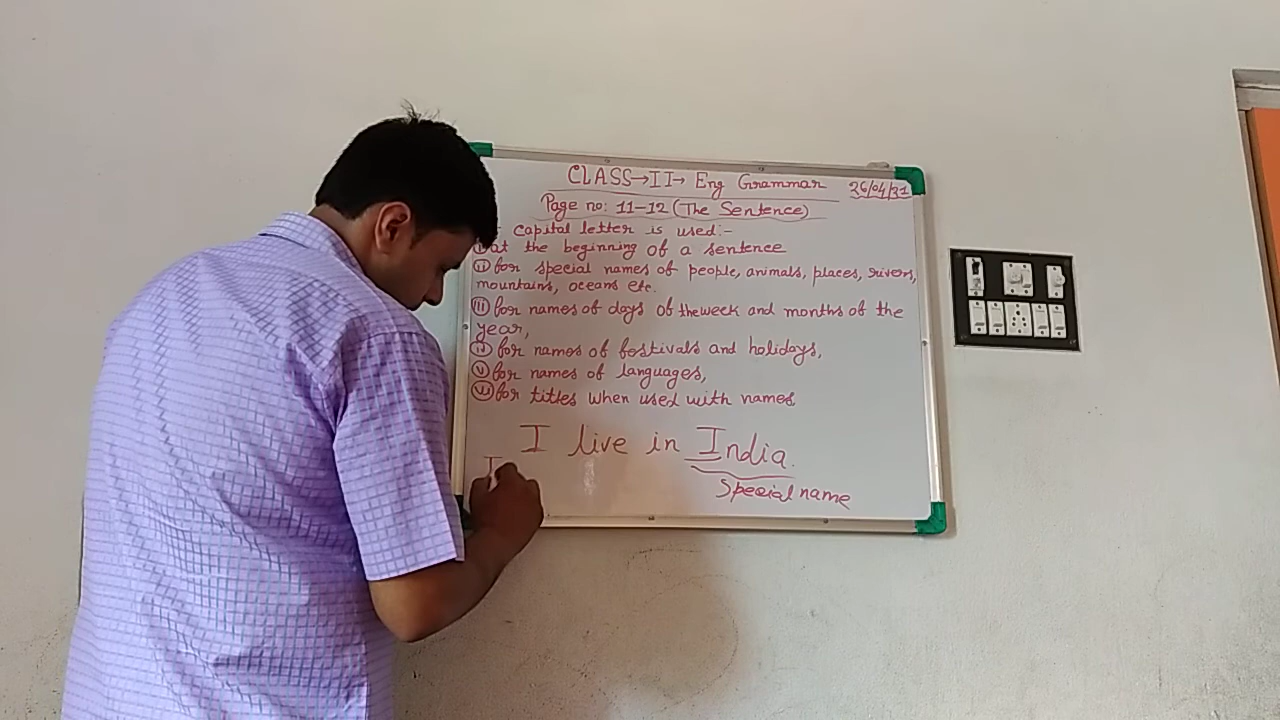 CLASS→II→ Eng Grammar 26/04/21
Page no: 11-12 (The Sentence)
capital letter is used:-
at the beginning of a sentence
(ii) for special names of people, animals, places, rivers,
mountains, oceans etc.
(iii) for names of days of the week and months of the
year,
(iv) for names of festivals and holidays,
(v) for names of languages,
(vi) for titles when used with names,
I live in India.
Special name
I